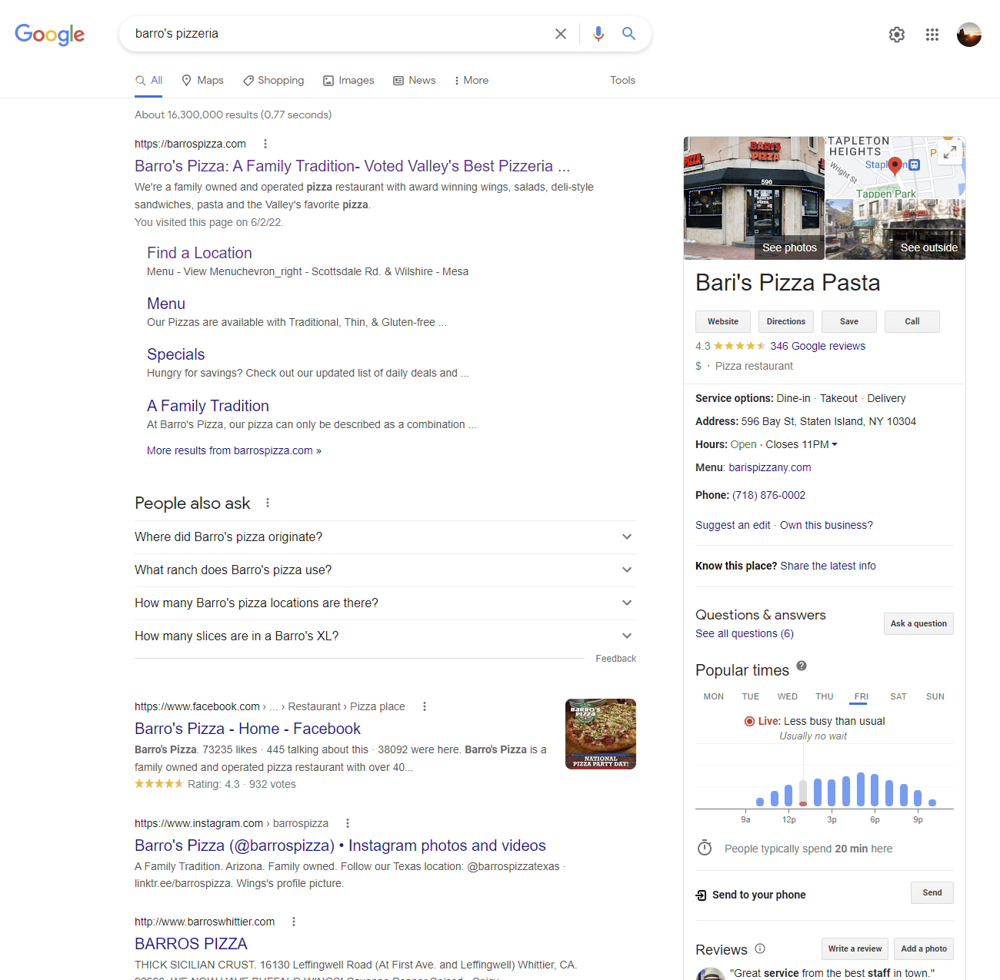 Google
barro's pizzeria
All
Maps
Shopping
Images
News
More
Tools
About 16,300,000 results (0.77 seconds)
https://barrospizza.com
Barro's Pizza: A Family Tradition- Voted Valley's Best Pizzeria ...
We're a family owned and operated pizza restaurant with award winning wings, salads, deli-style
sandwiches, pasta and the Valley's favorite pizza.
You visited this page on 6/2/22.
Find a Location
Menu - View Menuchevron_right - Scottsdale Rd. & Wilshire - Mesa
Menu
Our Pizzas are available with Traditional, Thin, & Gluten-free ...
Specials
Hungry for savings? Check out our updated list of daily deals and ...
A Family Tradition
At Barro's Pizza, our pizza can only be described as a combination ...
More results from barrospizza.com »
People also ask
Where did Barro's pizza originate?
What ranch does Barro's pizza use?
How many Barro's pizza locations are there?
How many slices are in a Barro's XL?
Feedback
https://www.facebook.com › ... › Restaurant › Pizza place
Barro's Pizza - Home - Facebook
Barro's Pizza. 73235 likes · 445 talking about this · 38092 were here. Barro's Pizza is a
family owned and operated pizza restaurant with over 40...
Rating: 4.3 · 932 votes
BARRO'S
PIZZA
NATIONAL
PIZZA PARTY DAY!
https://www.instagram.com › barrospizza
Barro's Pizza (@barrospizza) • Instagram photos and videos
A Family Tradition. Arizona. Family owned. Follow our Texas location: @barrospizzatexas ·
linktr.ee/barrospizza. Wing's profile picture.
http://www.barroswhittier.com
BARROS PIZZA
THICK SICILIAN CRUST. 16130 Leffingwell Road (At First Ave. and Leffingwell) Whittier, CA.
BARI'S
PIZZA
PIZZA
596
See photos
STAPLETON
HEIGHTS
Wright St
Tappen Park
See outside
Bari's Pizza Pasta
Website
Directions
Save
Call
4.3
346 Google reviews
$ · Pizza restaurant
Service options: Dine-in · Takeout · Delivery
Address: 596 Bay St, Staten Island, NY 10304
Hours: Open · Closes 11PM
Menu: barispizzany.com
Phone: (718) 876-0002
Suggest an edit · Own this business?
Know this place? Share the latest info
Questions & answers
See all questions (6)
Ask a question
Popular times
MON TUE WED THU FRI SAT SUN
Live: Less busy than usual
Usually no wait
9a 12p 3p 6p 9p
People typically spend 20 min here
Send to your phone
Send
Reviews
Write a review
Add a photo
"Great service from the best staff in town."